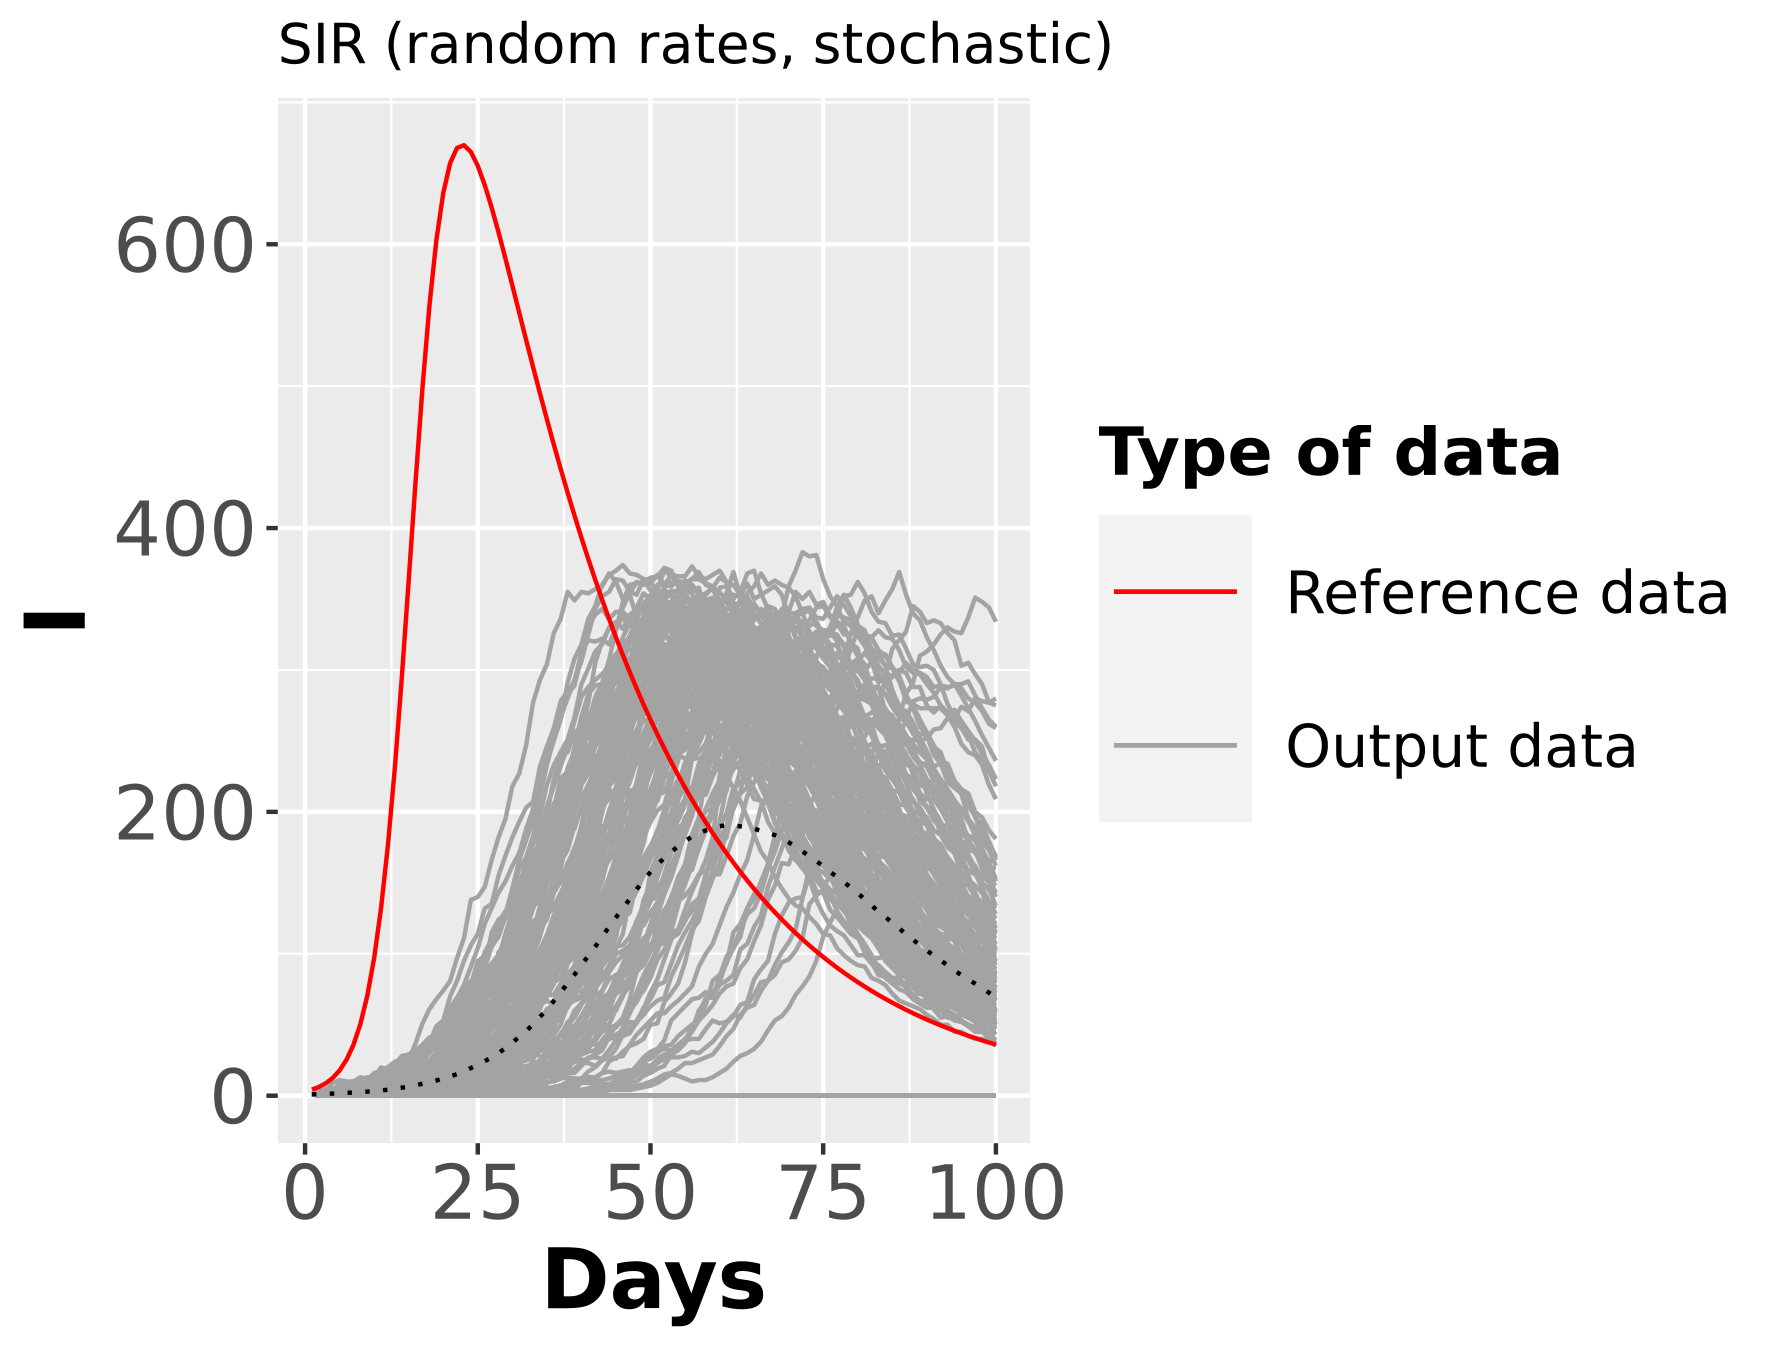 SIR (random rates, stochastic)
600
400
200
0
I
0 25 50 75 100
Days
Type of data
Reference data
Output data